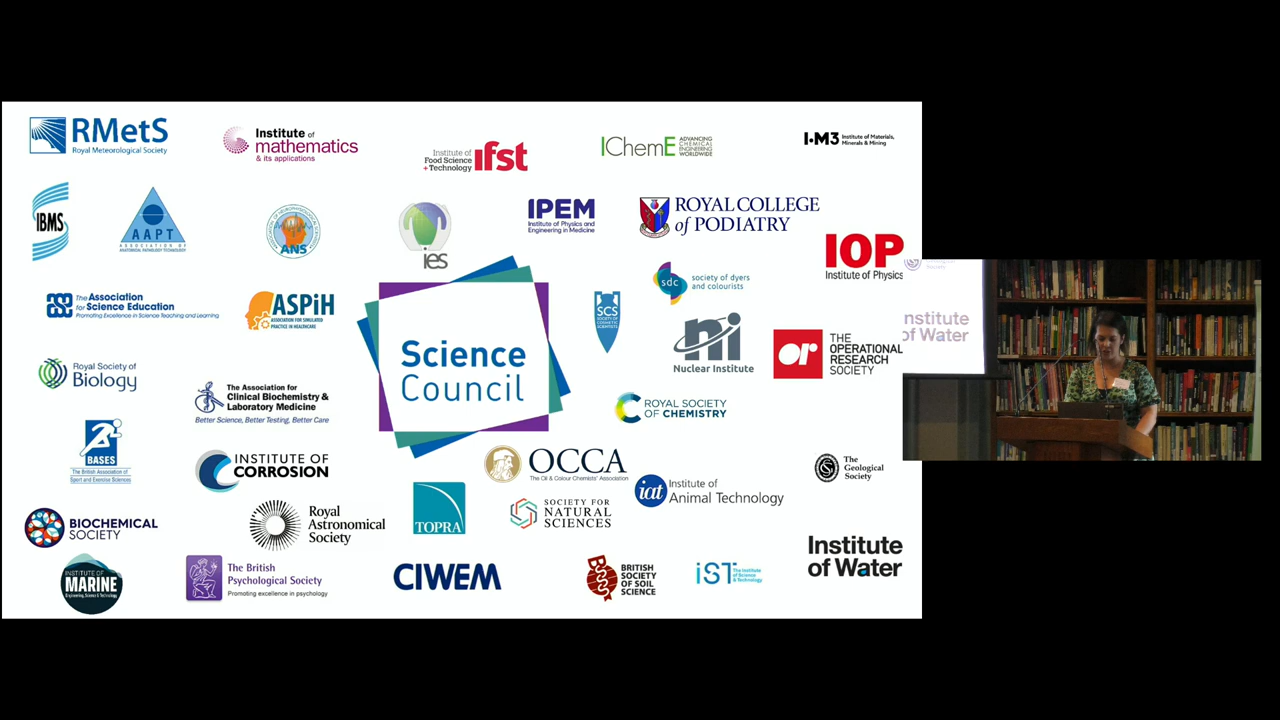 RMetS
Royal Meteorological Society
Institute of
mathematics
& its applications
Institute of
Food Science
+ Technology
ifst
IChemE
ADVANCING
CHEMICAL
ENGINEERING
WORLDWIDE
IOM3
Institute of Materials,
Minerals & Mining
IBMS
AAPT
ASSOCIATION OF
ANATOMICAL PATHOLOGY TECHNOLOGY
ANS
ies
IPEM
Institute of Physics and
Engineering in Medicine
ROYAL COLLEGE
of PODIATRY
IOP
Institute of Physics
The Association
for Science Education
Promoting Excellence in Science Teaching and Learning
ASPiH
ASSOCIATION FOR SIMULATED
PRACTICE IN HEALTHCARE
Science
Council
SCS
SOCIETY OF
COSMETIC
SCIENTISTS
sdc
society of dyers
and colourists
ni
Nuclear Institute
or
THE
OPERATIONAL
RESEARCH
SOCIETY
Institute
of Water
Royal Society of
Biology
The Association for
Clinical Biochemistry &
Laboratory Medicine
Better Science, Better Testing, Better Care
ROYAL SOCIETY
OF CHEMISTRY
BASES
The British Association of
Sport and Exercise Sciences
INSTITUTE OF
CORROSION
OCCA
The Oil & Colour Chemists' Association
iat
Institute of
Animal Technology
The
Geological
Society
BIOCHEMICAL
SOCIETY
Royal
Astronomical
Society
TOPRA
SOCIETY FOR
NATURAL
SCIENCES
INSTITUTE OF
MARINE
Engineering, Science & Technology
The British
Psychological Society
Promoting excellence in psychology
CIWEM
BRITISH
SOCIETY
OF SOIL
SCIENCE
iST
The Institute
of Science
& Technology
Institute
of Water